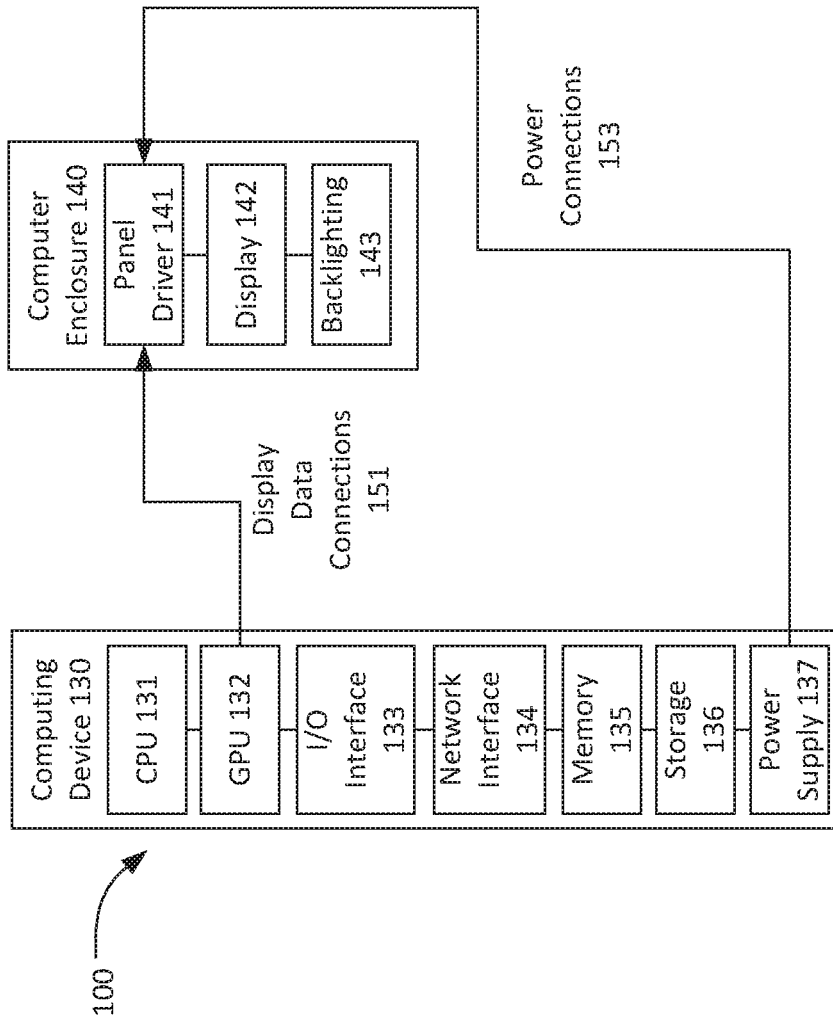 100
Computing
Device 130
CPU 131
GPU 132
I/O
Interface
133
Network
Interface
134
Memory
135
Storage
136
Power
Supply 137
Display
Data
Connections
151
Computer
Enclosure 140
Panel
Driver 141
Display 142
Backlighting
143
Power
Connections
153